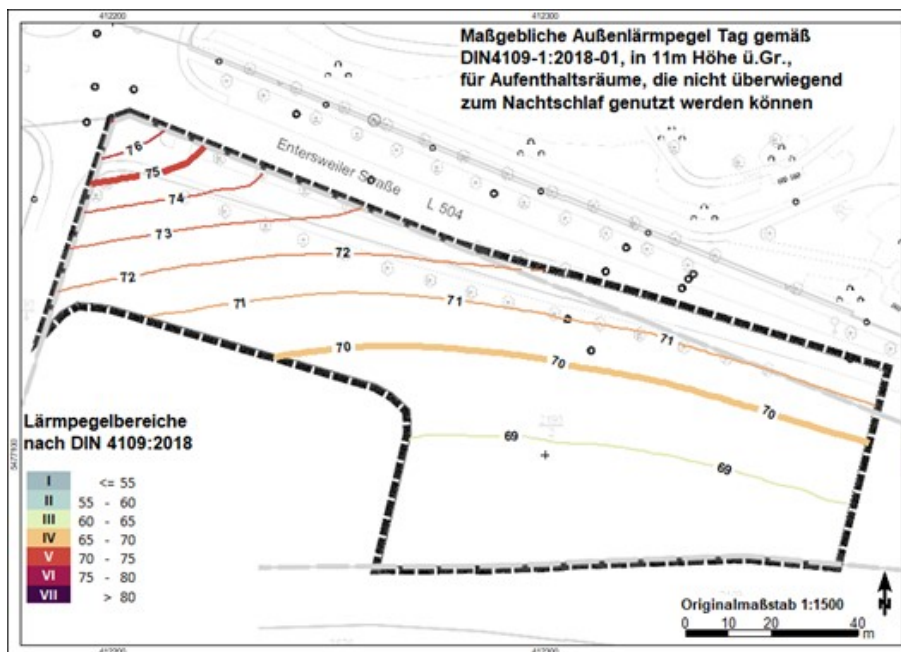 412200
412300
Maßgebliche Außenlärmpegel Tag gemäß
DIN4109-1:2018-01, in 11m Höhe ü.Gr.,
für Aufenthaltsräume, die nicht überwiegend
zum Nachtschlaf genutzt werden können
Entersweiler Straße
L 504
76
75
74
73
72
72
71
71
71
70
70
70
69
69
Lärmpegelbereiche
nach DIN 4109:2018
5477900
I <= 55
II 55 - 60
III 60 - 65
IV 65 - 70
V 70 - 75
VI 75 - 80
VII > 80
Originalmaßstab 1:1500
0 10 20 40
m
N
412200
412300